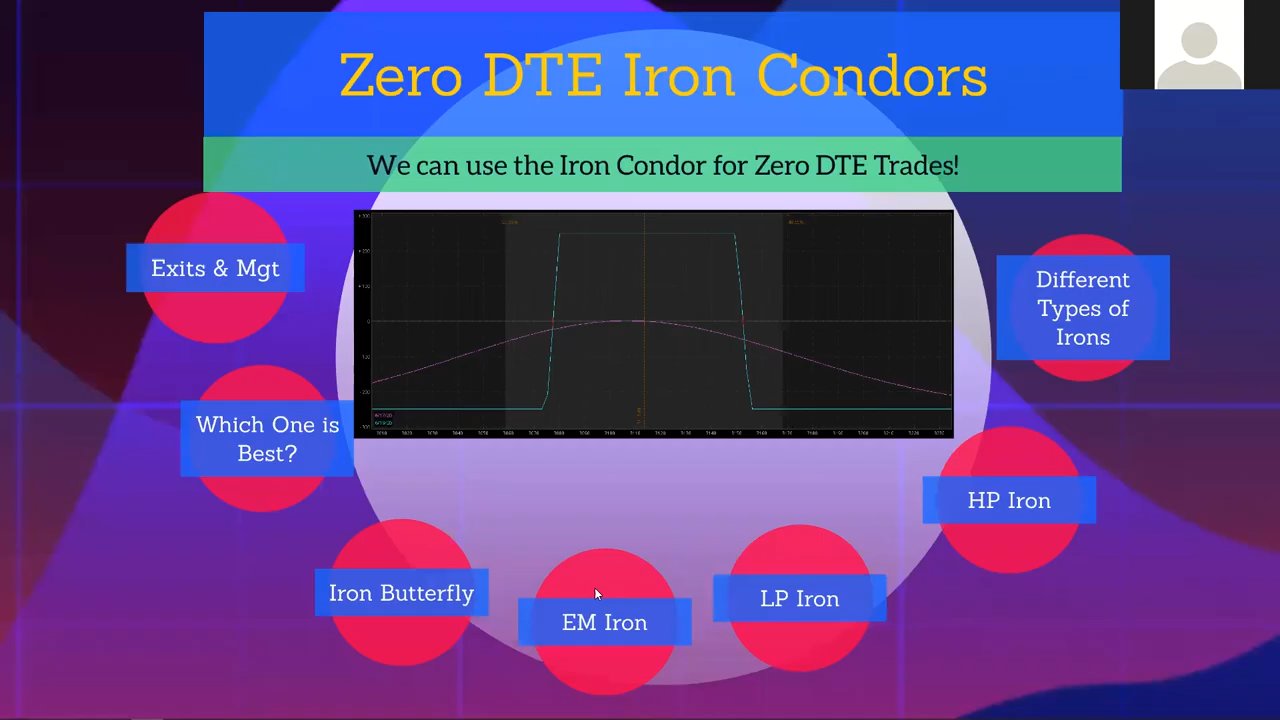 Zero DTE Iron Condors
We can use the Iron Condor for Zero DTE Trades!
Exits & Mgt
Different
Types of
Irons
Which One is
Best?
HP Iron
Iron Butterfly
EM Iron
LP Iron